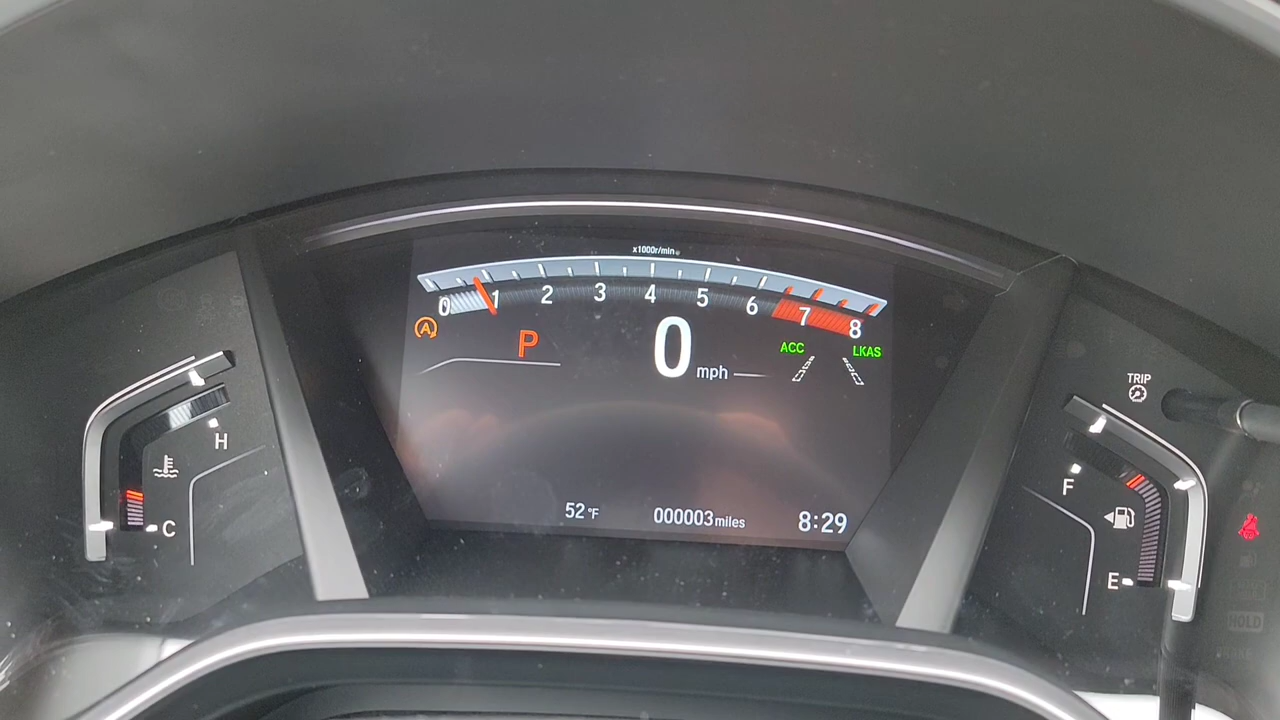 x1000r/min
0 1 2 3 4 5 6 7 8
A
P
0 mph
ACC
LKAS
H
C
52°F
000003 miles
8:29
TRIP
F
E
HOLD